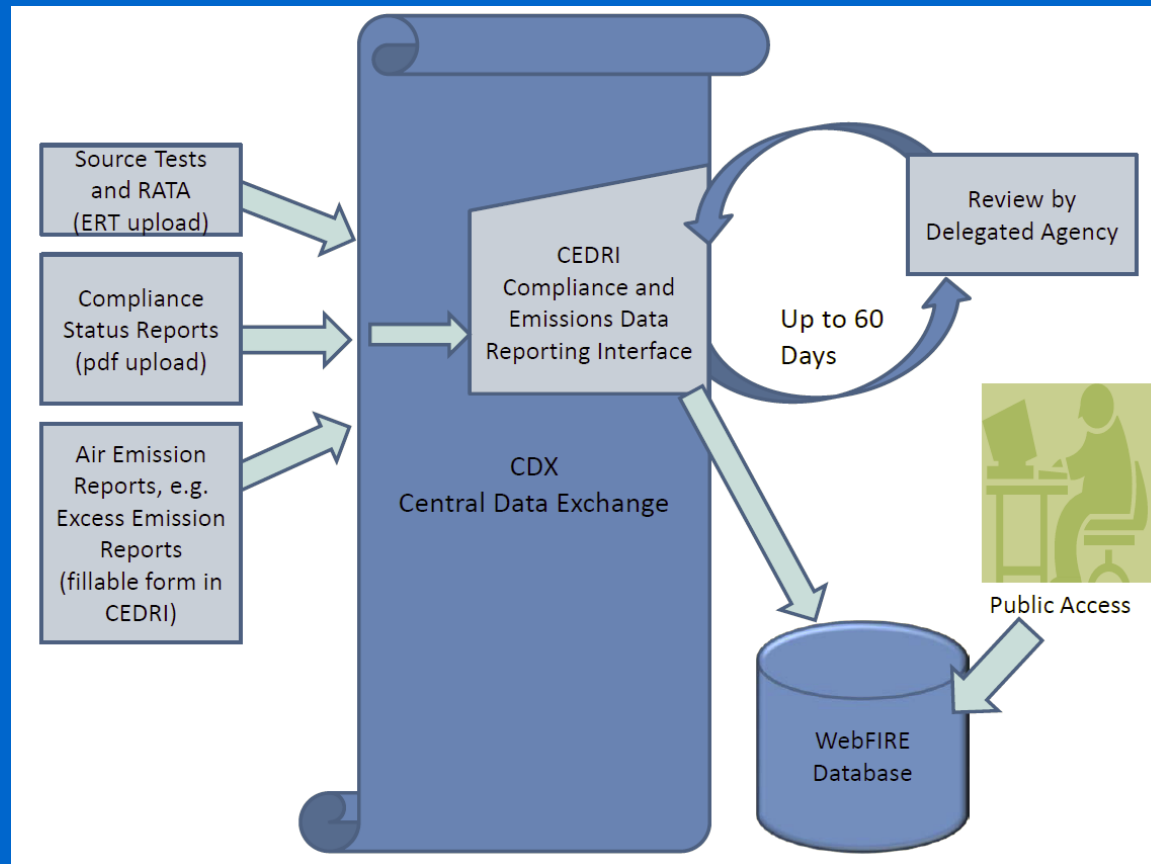 Source Tests
and RATA
(ERT upload)
Compliance
Status Reports
(pdf upload)
Air Emission
Reports, e.g.
Excess Emission
Reports
(fillable form in
CEDRI)
CEDRI
Compliance and
Emissions Data
Reporting Interface
CDX
Central Data Exchange
Review by
Delegated Agency
Up to 60
Days
Public Access
WebFIRE
Database